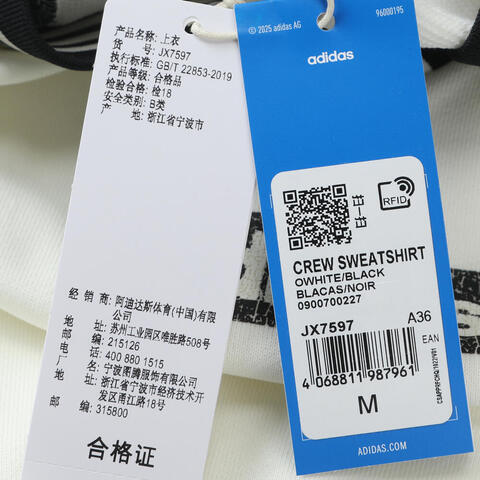 产品名称: 上衣
货 号: JX7597
执行标准: GB/T 22853-2019
产品等级: 合格品
检验合格: 检18
安全类别: B类
产 地: 浙江省宁波市
经 销 商: 阿迪达斯体育(中国)有限
公司
地 址: 苏州工业园区唯胜路508号
邮 编: 215126
电 话: 400 880 1515
厂 名: 宁波图腾服饰有限公司
地 址: 浙江省宁波市经济技术开
发区甬江路18号
邮 编: 315800
合格证
© 2025 adidas AG
96000195
adidas
RFID
CREW SWEATSHIRT
OWHITE/BLACK
BLACAS/NOIR
0900700227
JX7597
A36
EAN
4 068811 987961
M
ADIDAS.COM